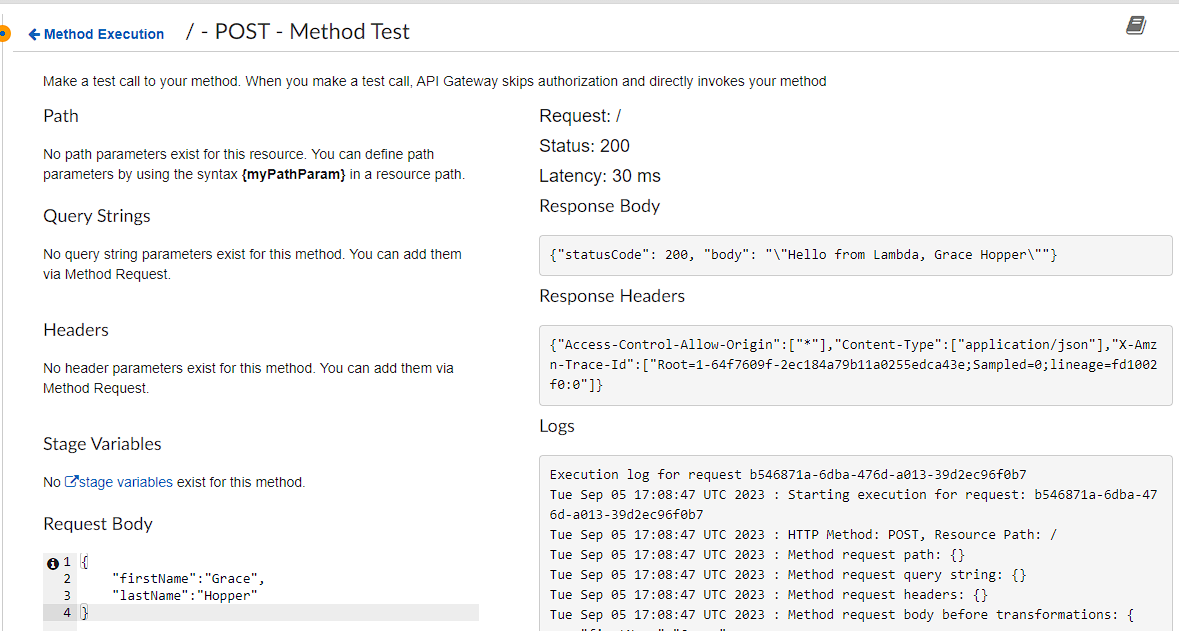 Method Execution / - POST - Method Test
Make a test call to your method. When you make a test call, API Gateway skips authorization and directly invokes your method
Path
No path parameters exist for this resource. You can define path
parameters by using the syntax {myPathParam} in a resource path.
Query Strings
No query string parameters exist for this method. You can add them
via Method Request.
Headers
No header parameters exist for this method. You can add them via
Method Request.
Stage Variables
No stage variables exist for this method.
Request Body
1 {
2 "firstName":"Grace",
3 "lastName":"Hopper"
4 }
Request: /
Status: 200
Latency: 30 ms
Response Body
{"statusCode": 200, "body": "\"Hello from Lambda, Grace Hopper\""}
Response Headers
{"Access-Control-Allow-Origin":["*"],"Content-Type":["application/json"],"X-Amz
n-Trace-Id":["Root=1-64f7609f-2ec184a79b11a0255edca43e;Sampled=0;lineage=fd1002
f0:0"]}
Logs
Execution log for request b546871a-6dba-476d-a013-39d2ec96f0b7
Tue Sep 05 17:08:47 UTC 2023 : Starting execution for request: b546871a-6dba-47
6d-a013-39d2ec96f0b7
Tue Sep 05 17:08:47 UTC 2023 : HTTP Method: POST, Resource Path: /
Tue Sep 05 17:08:47 UTC 2023 : Method request path: {}
Tue Sep 05 17:08:47 UTC 2023 : Method request query string: {}
Tue Sep 05 17:08:47 UTC 2023 : Method request headers: {}
Tue Sep 05 17:08:47 UTC 2023 : Method request body before transformations: {